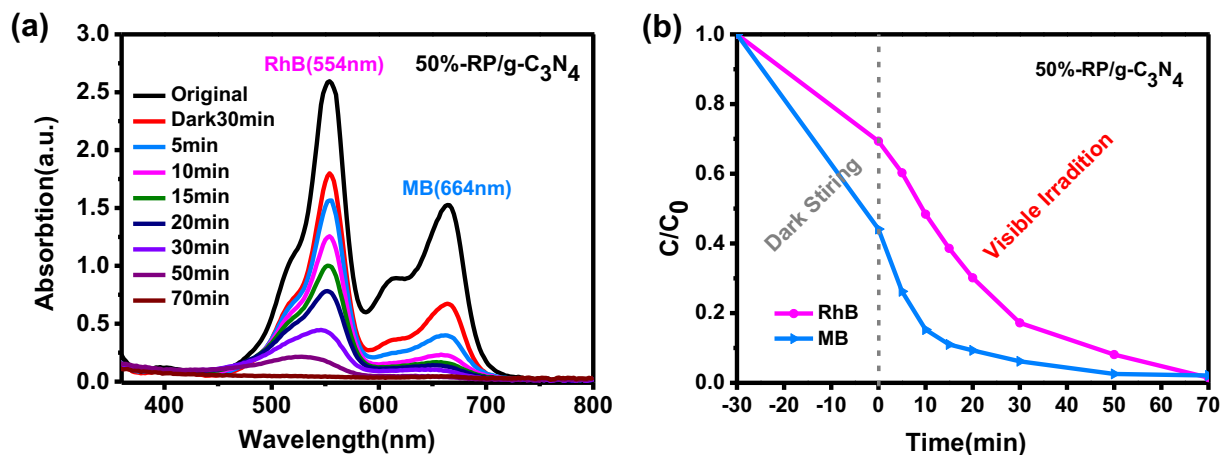 (a)
3.0
2.5
2.0
1.5
1.0
0.5
0.0
Absorbtion(a.u.)
RhB(554nm)
50%-RP/g-C3N4
Original
Dark30min
5min
10min
15min
20min
30min
50min
70min
MB(664nm)
400 500 600 700 800
Wavelength(nm)
(b)
1.0
0.8
0.6
0.4
0.2
0.0
C/C0
50%-RP/g-C3N4
Dark Stiring
Visible Irradition
RhB
MB
-30 -20 -10 0 10 20 30 40 50 60 70
Time(min)